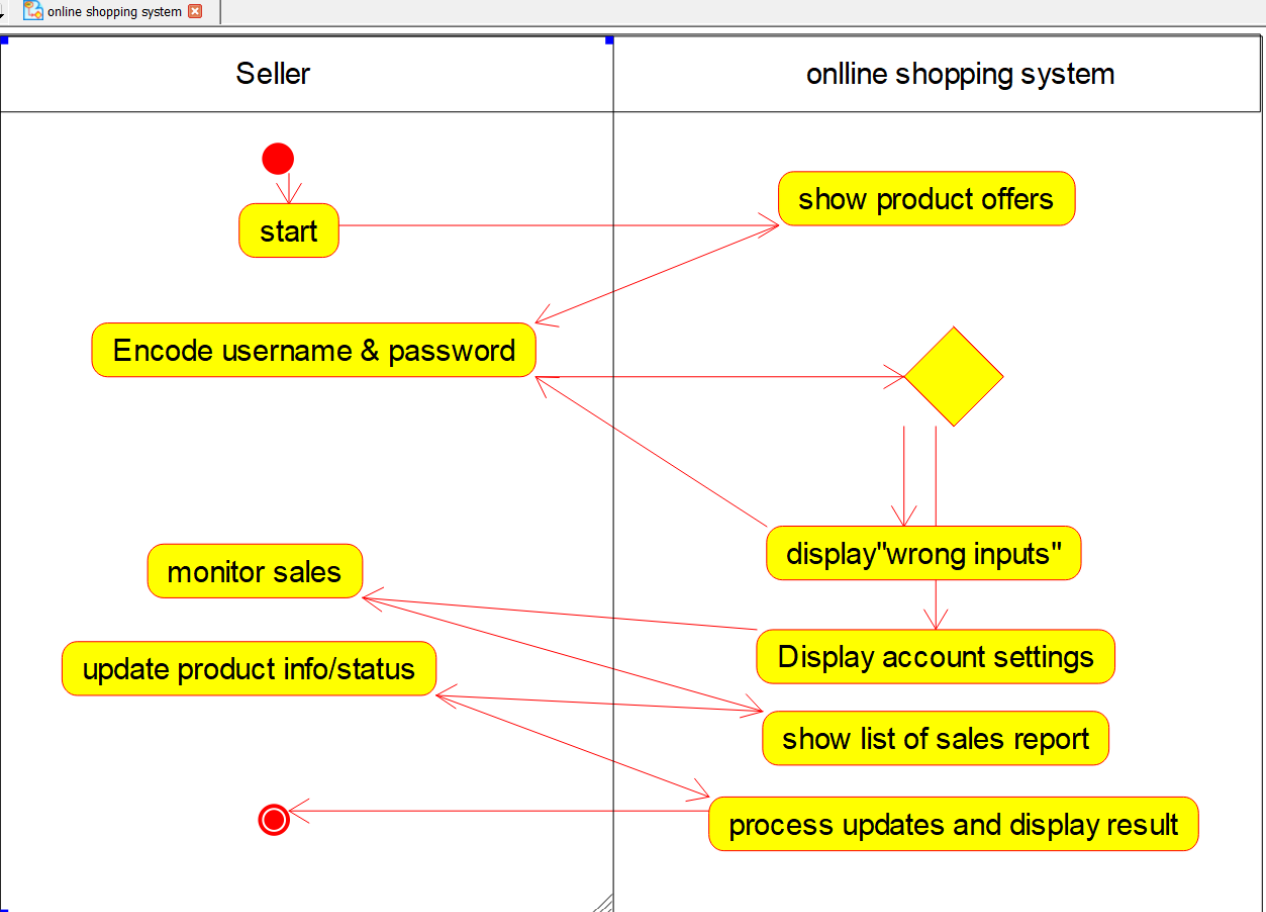 online shopping system
Seller
onlline shopping system
show product offers
start
Encode username & password
display"wrong inputs"
monitor sales
Display account settings
update product info/status
show list of sales report
process updates and display result